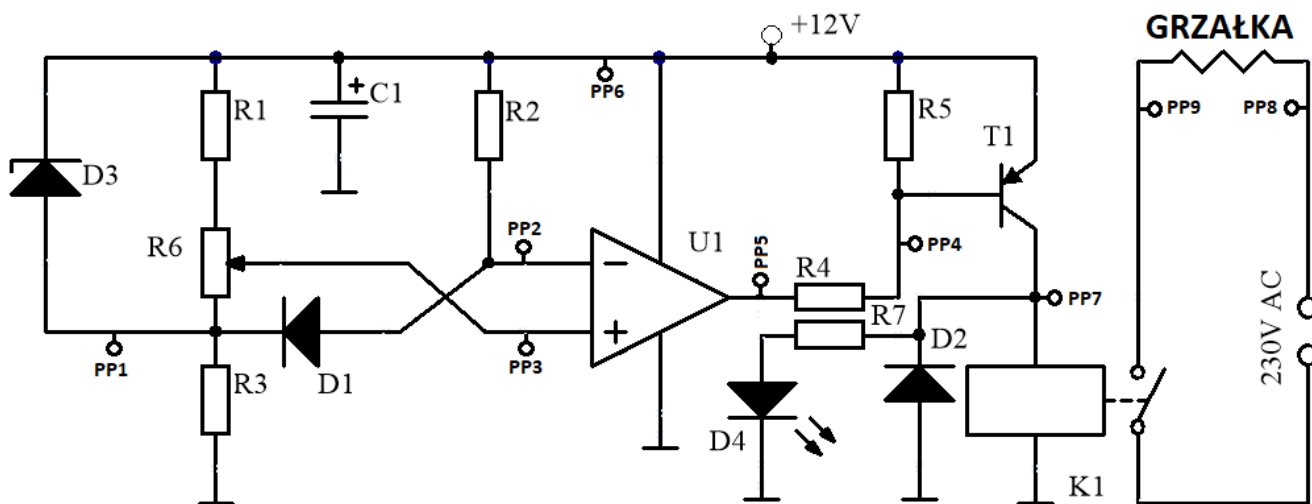 +12V
GRZAŁKA
PP6
PP9
PP8
R1
C1
R2
R5
T1
D3
PP2
R6
U1
PP5
PP4
R4
PP7
R7
PP1
PP3
D2
R3
D1
D4
K1
230V AC
+
−
+